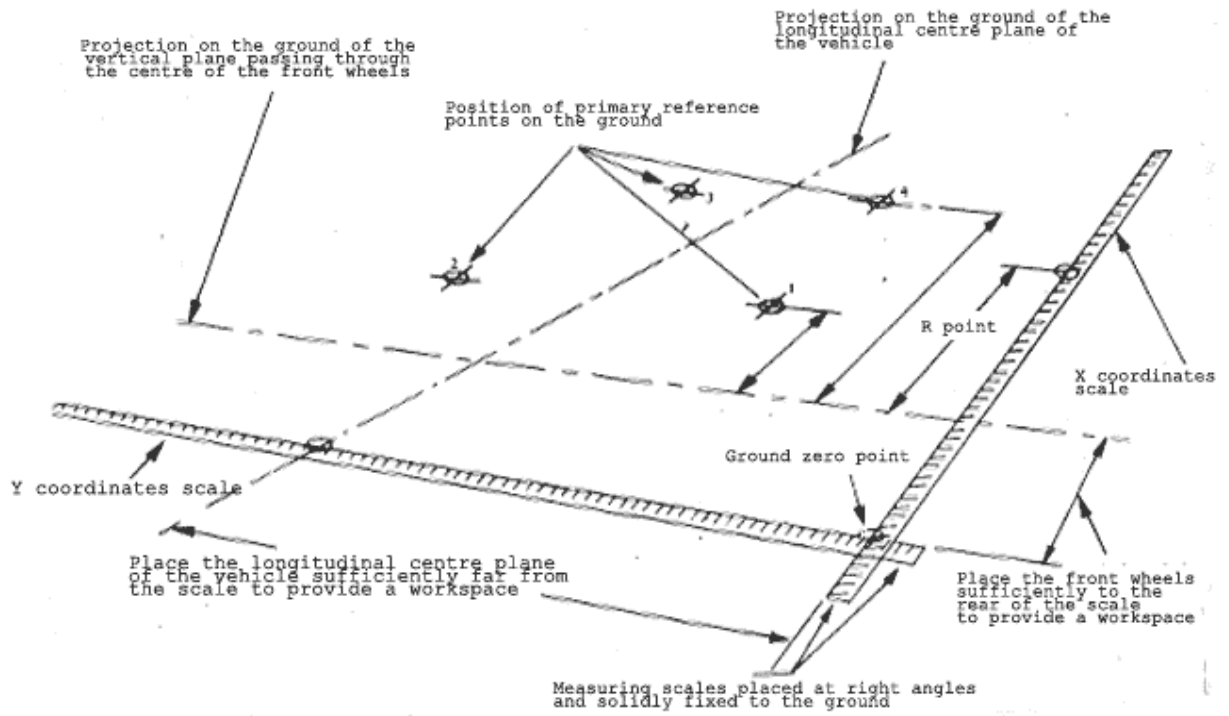 Projection on the ground of the
longitudinal centre plane of
the vehicle
Projection on the ground of the
vertical plane passing through
the centre of the front wheels
Position of primary reference
points on the ground
3
4
2
1
R point
X coordinates
scale
Ground zero point
Y coordinates scale
Place the longitudinal centre plane
of the vehicle sufficiently far from
the scale to provide a workspace
Place the front wheels
sufficiently to the
rear of the scale
to provide a workspace
Measuring scales placed at right angles
and solidly fixed to the ground